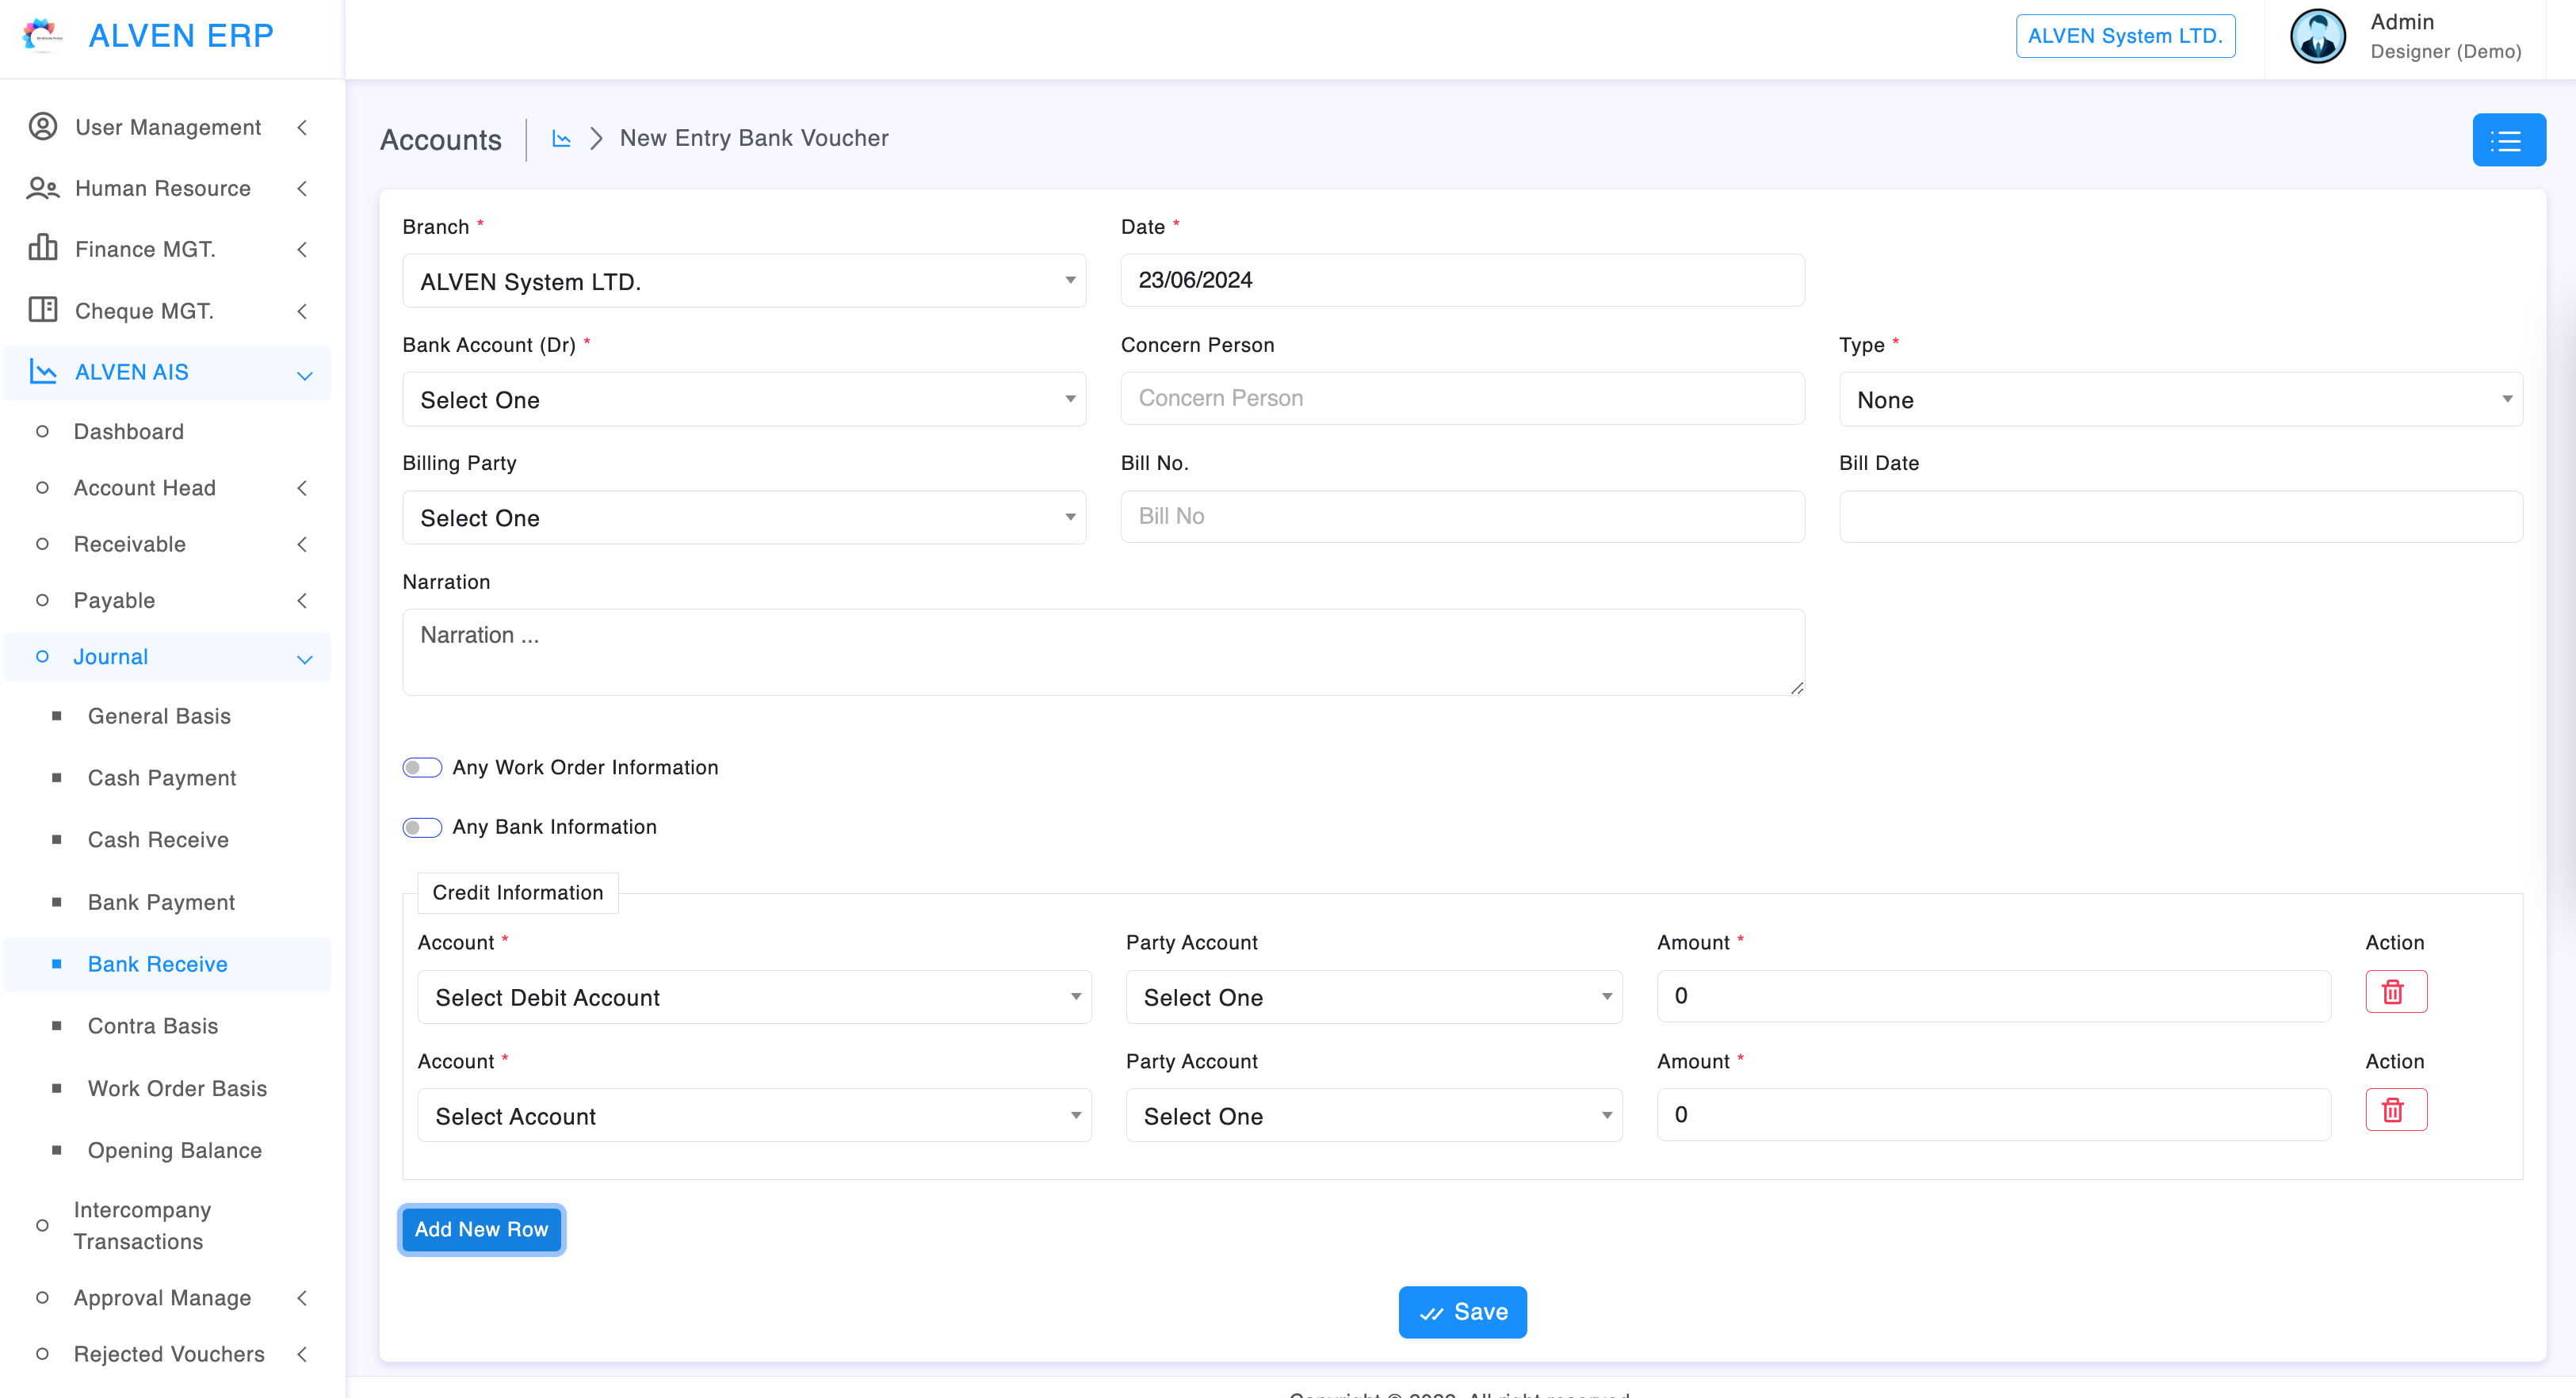 ALVEN ERP
ALVEN System LTD.
Admin
Designer (Demo)
User Management
Human Resource
Finance MGT.
Cheque MGT.
ALVEN AIS
Dashboard
Account Head
Receivable
Payable
Journal
General Basis
Cash Payment
Cash Receive
Bank Payment
Bank Receive
Contra Basis
Work Order Basis
Opening Balance
Intercompany
Transactions
Approval Manage
Rejected Vouchers
Accounts
New Entry Bank Voucher
Branch *
Date *
ALVEN System LTD.
23/06/2024
Bank Account (Dr) *
Concern Person
Type *
Select One
Concern Person
None
Billing Party
Bill No.
Bill Date
Select One
Bill No
Narration
Narration ...
Any Work Order Information
Any Bank Information
Credit Information
Account *
Party Account
Amount *
Action
Select Debit Account
Select One
0
Account *
Party Account
Amount *
Action
Select Account
Select One
0
Add New Row
Save